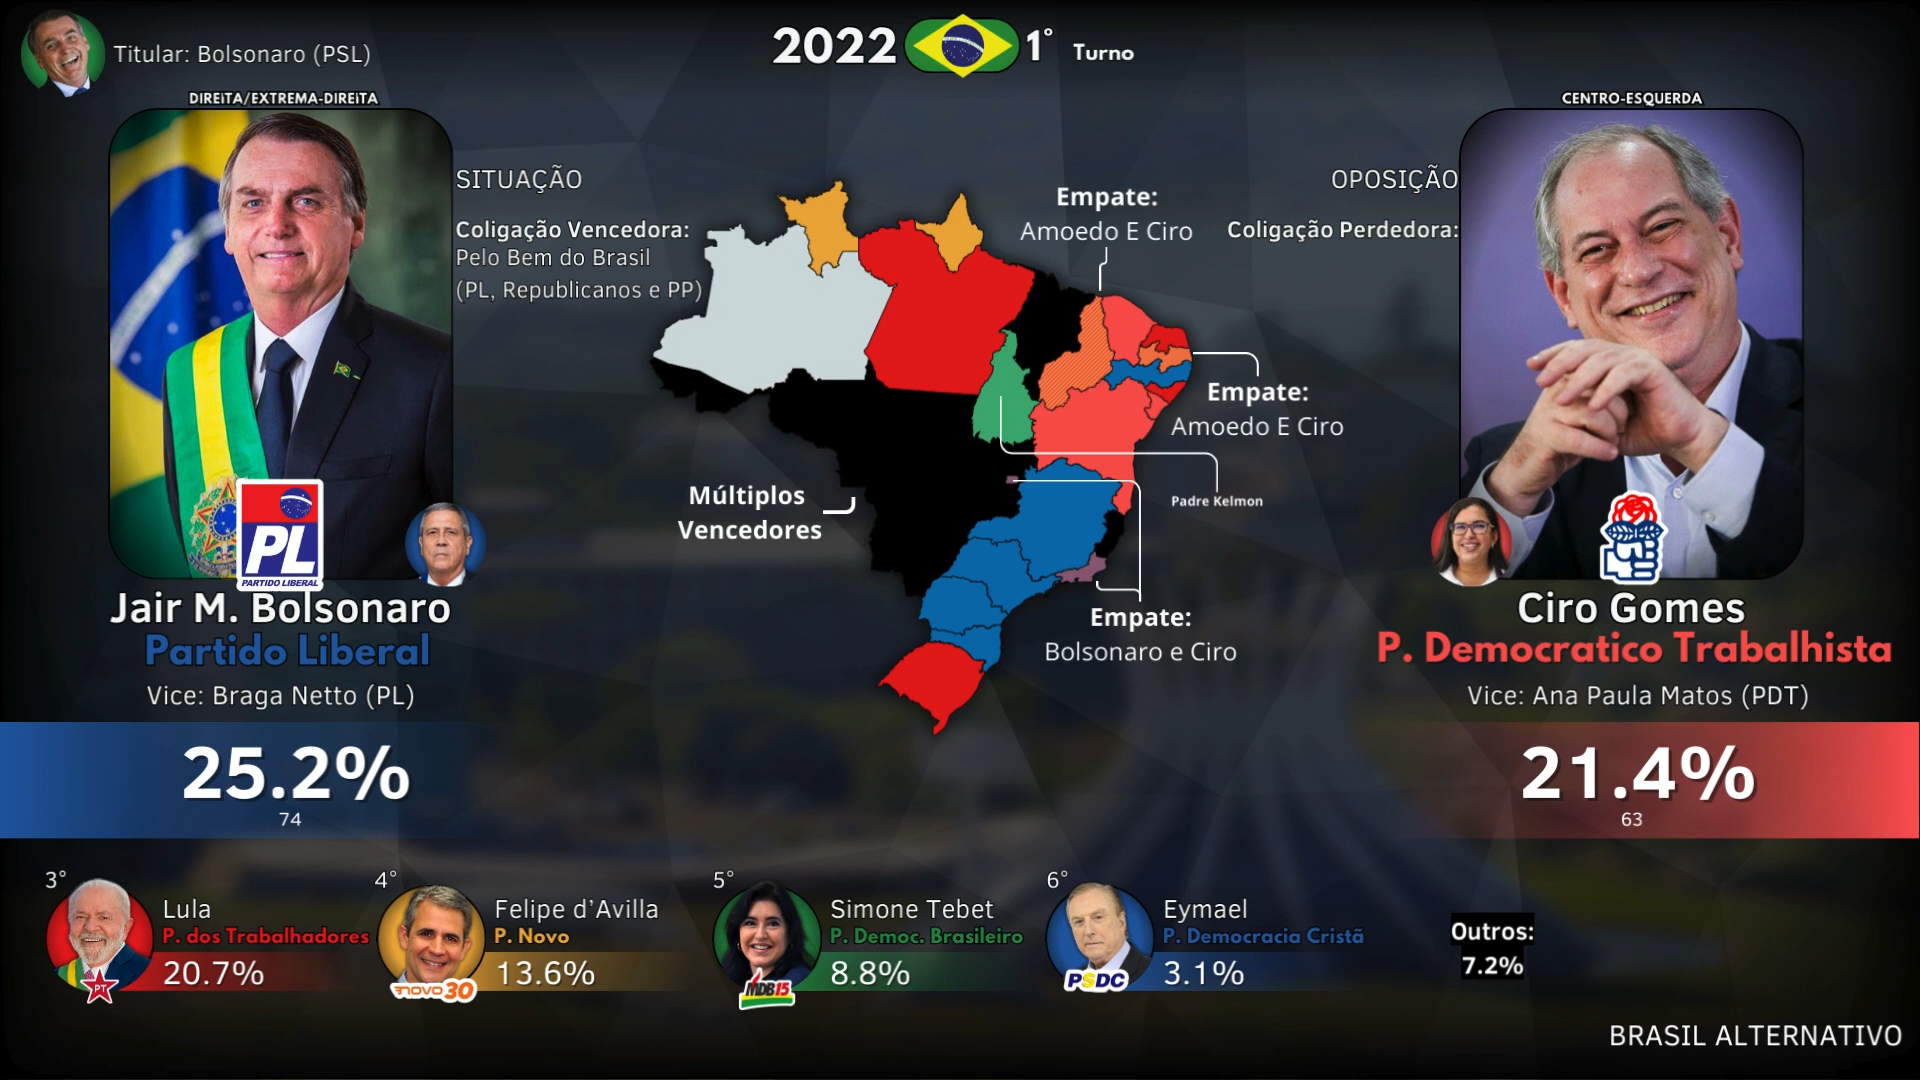 Titular: Bolsonaro (PSL)
2022 1° Turno
DIREITA/EXTREMA-DIREITA
CENTRO-ESQUERDA
SITUAÇÃO
Coligação Vencedora:
Pelo Bem do Brasil
(PL, Republicanos e PP)
OPOSIÇÃO
Coligação Perdedora:
Empate:
Amoedo E Ciro
Empate:
Amoedo E Ciro
Padre Kelmon
Múltiplos
Vencedores
Empate:
Bolsonaro e Ciro
PL
PARTIDO LIBERAL
Jair M. Bolsonaro
Partido Liberal
Vice: Braga Netto (PL)
25.2%
74
Ciro Gomes
P. Democratico Trabalhista
Vice: Ana Paula Matos (PDT)
21.4%
63
3°
Lula
P. dos Trabalhadores
20.7%
PT
4°
Felipe d’Avilla
P. Novo
13.6%
NOVO 30
5°
Simone Tebet
P. Democ. Brasileiro
8.8%
MDB15
6°
Eymael
P. Democracia Cristã
3.1%
PSDC
Outros:
7.2%
BRASIL ALTERNATIVO